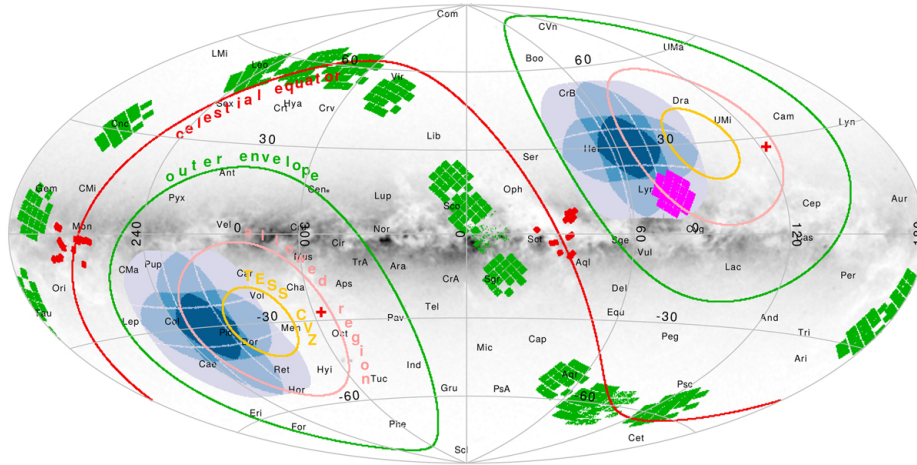 Com
CVn
LMi
UMa
Leo
60
Boo
60
Vir
CrB
Dra
Cam
Sex
Crt
Hya
Crv
UMi
Lyn
Cnc
celestial equator
Lib
30
30
Her
Ser
outer envelope
Ant
Gem
CMi
Cen
Oph
Lyr
Pyx
Lup
Aur
Sco
Cep
Mon
240
Vel
0
300
Nor
0
Sct
Sge
60
0
Cyg
120
Cas
Cir
Mus
pinched region
Vul
CMa
Pup
TrA
Ara
Aql
Lac
Car
CrA
Sgr
Per
Ori
Cha
Aps
Del
TESS CVZ
Vol
Tel
Tau
Lep
Col
-30
Men
Pav
Equ
-30
And
Pic
Dor
Oct
Tri
Mic
Cap
Peg
Ari
Cae
Ret
Hyi
Ind
Tuc
Aqr
Hor
Gru
PsA
Psc
-60
-60
Eri
For
Phe
Cet
Scl